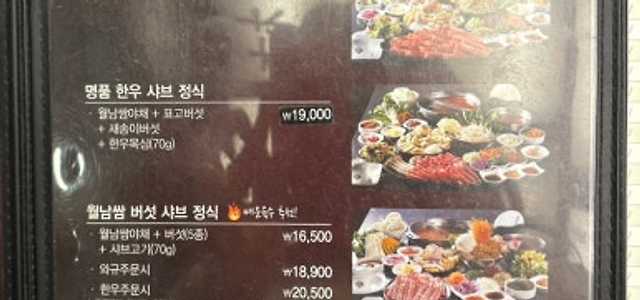 명품 한우 샤브 정식
· 월남쌈야채 + 표고버섯 ₩19,000
+ 새송이버섯
+ 한우목심(70g)
월남쌈 버섯 샤브 정식
· 월남쌈야채 + 버섯(5종) ₩16,500
+ 샤브고기(70g)
· 와규주문시 ₩18,900
· 한우주문시 ₩20,500